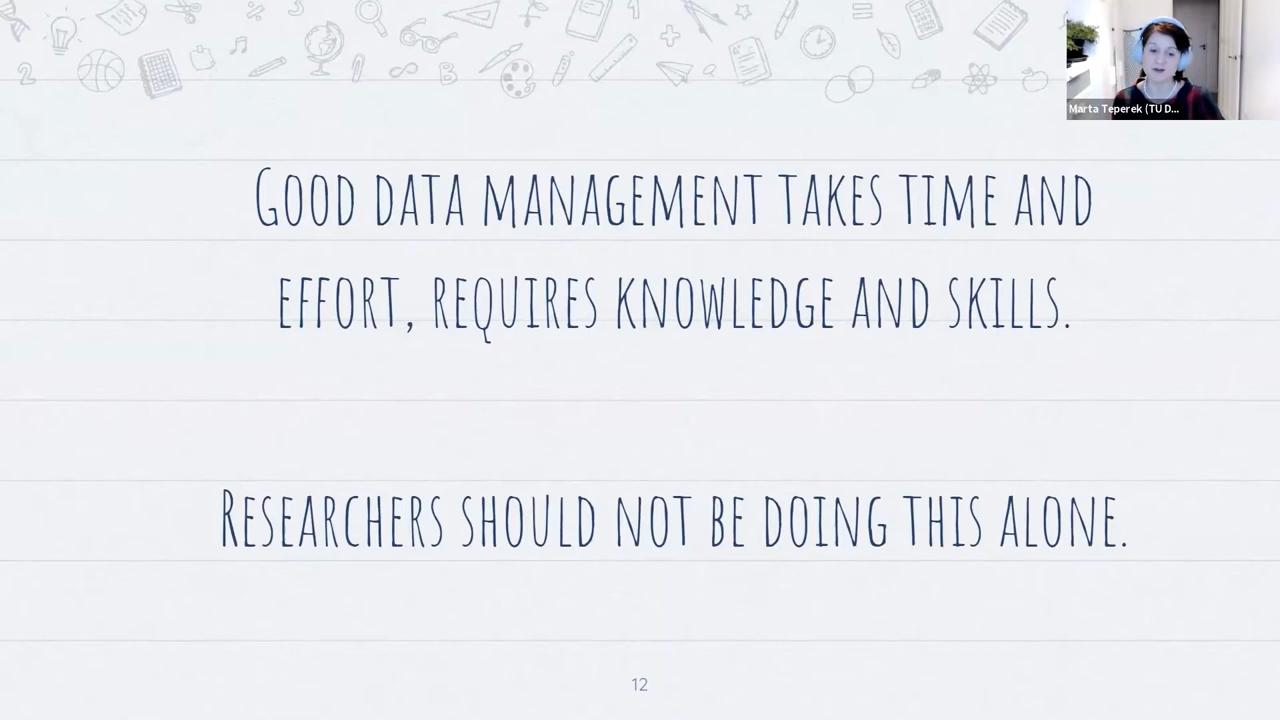 Marta Teperek (TU D...
GOOD DATA MANAGEMENT TAKES TIME AND
EFFORT, REQUIRES KNOWLEDGE AND SKILLS.
RESEARCHERS SHOULD NOT BE DOING THIS ALONE.
12